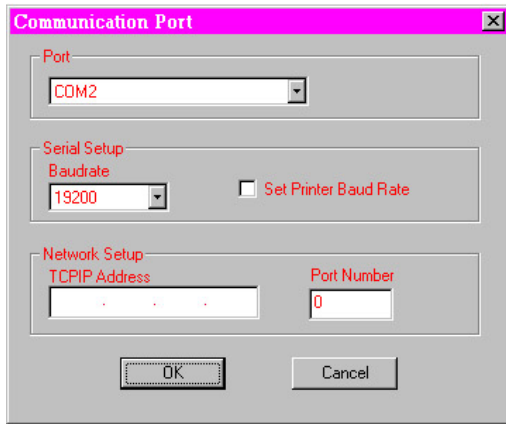 Communication Port
Port
COM2
Serial Setup
Baudrate
19200
Set Printer Baud Rate
Network Setup
TCPIP Address
. . .
Port Number
0
OK
Cancel